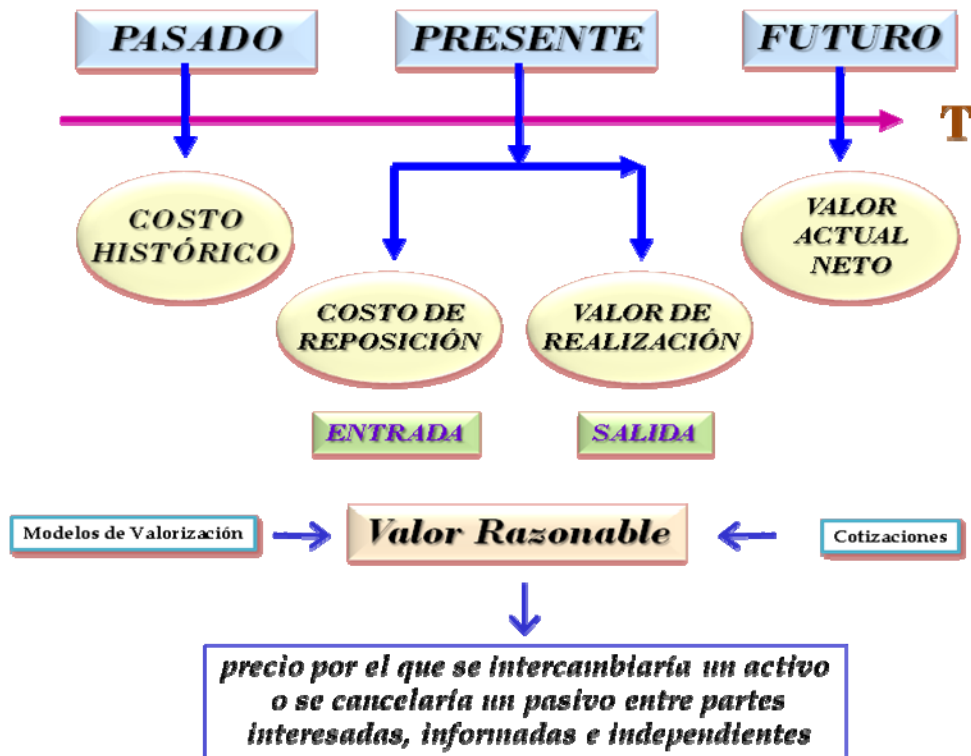 PASADO
PRESENTE
FUTURO
T
COSTO
HISTÓRICO
VALOR
ACTUAL
NETO
COSTO DE
REPOSICIÓN
VALOR DE
REALIZACIÓN
ENTRADA
SALIDA
Modelos de Valorización
Valor Razonable
Cotizaciones
precio por el que se intercambiaría un activo
o se cancelaría un pasivo entre partes
interesadas, informadas e independientes